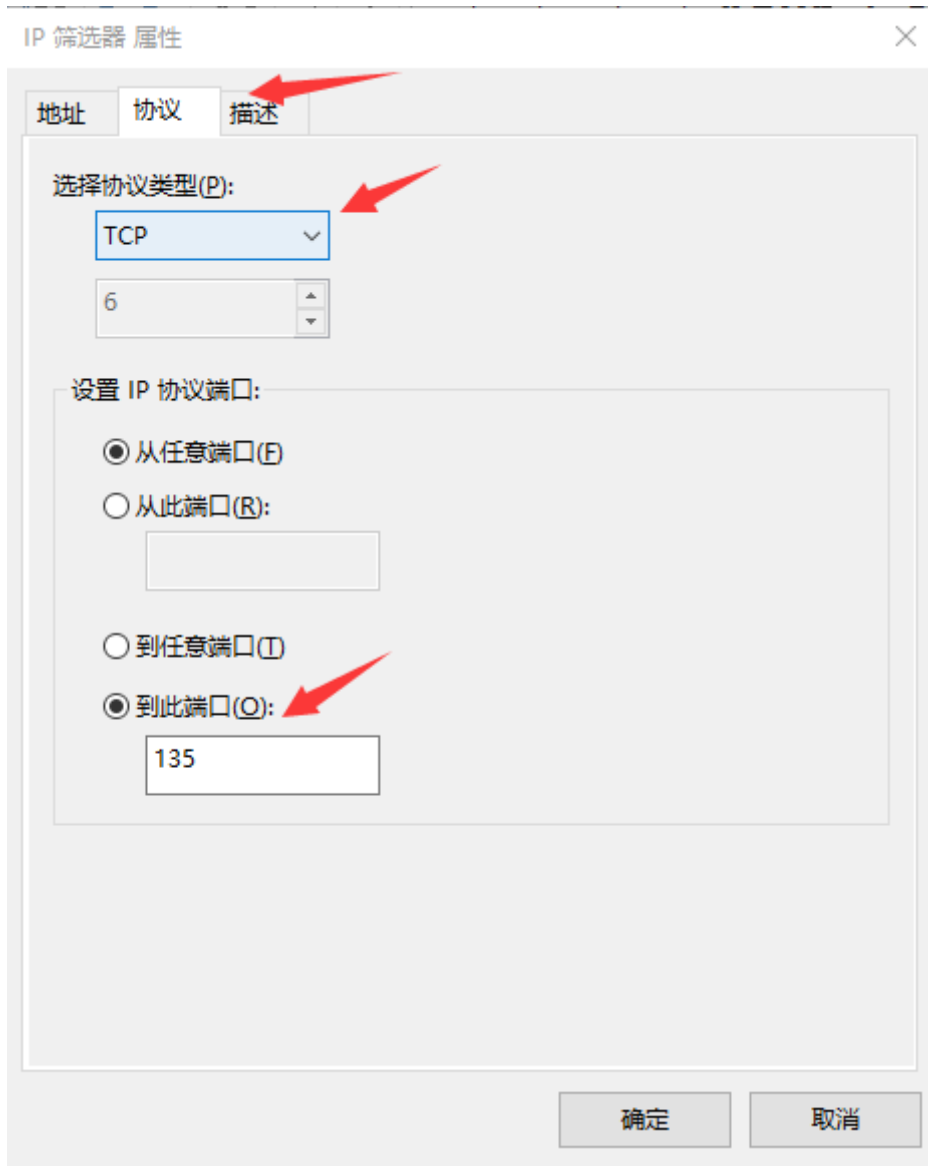 IP 筛选器 属性
地址 协议 描述
选择协议类型(P):
TCP
6
设置 IP 协议端口:
从任意端口(F)
从此端口(R):
到任意端口(T)
到此端口(O):
135
确定 取消